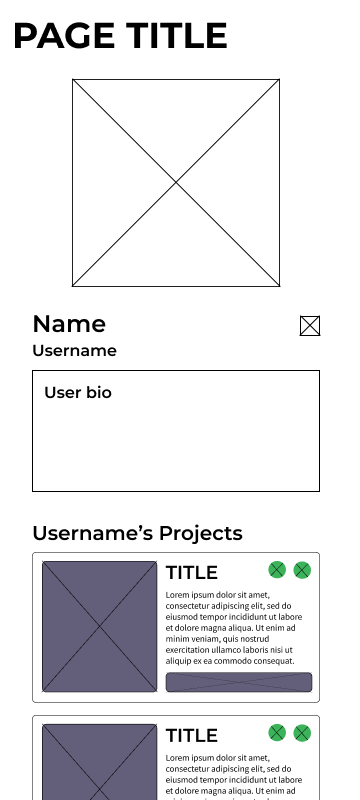 PAGE TITLE
Name
Username
User bio
Username’s Projects
TITLE
Lorem ipsum dolor sit amet,
consectetur adipiscing elit, sed do
eiusmod tempor incididunt ut labore
et dolore magna aliqua. Ut enim ad
minim veniam, quis nostrud
exercitation ullamco laboris nisi ut
aliquip ex ea commodo consequat.
TITLE
Lorem ipsum dolor sit amet,
consectetur adipiscing elit, sed do
eiusmod tempor incididunt ut labore
et dolore magna aliqua. Ut enim ad